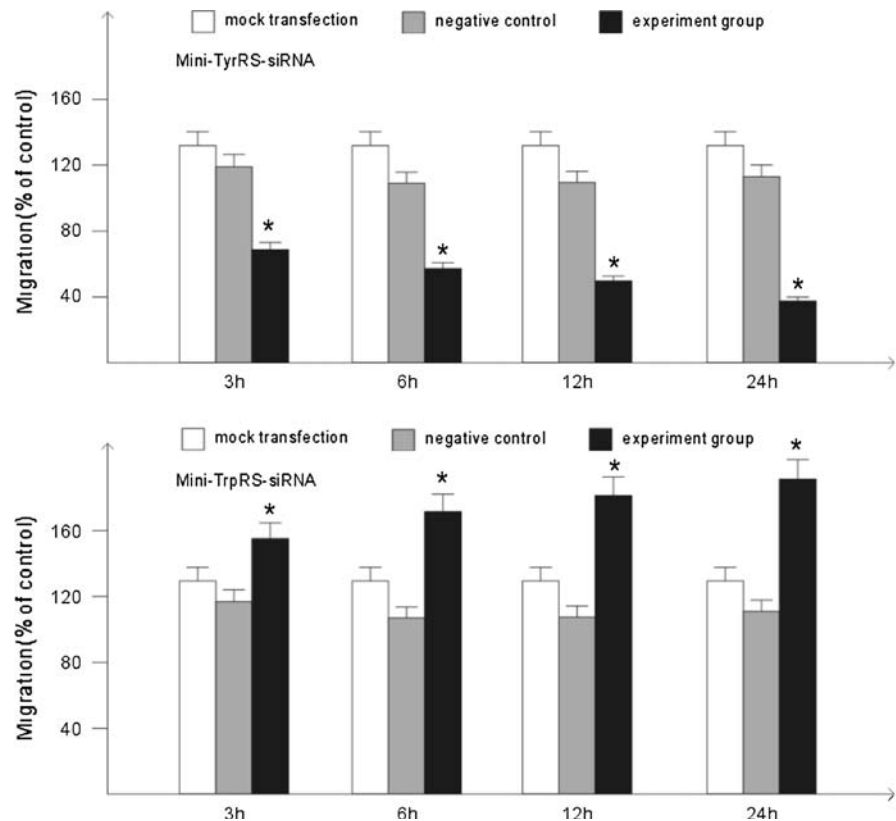 mock transfection negative control experiment group
Mini-TyrRS-siRNA
Migration(% of control)
160
120
80
40
* * * *
3h 6h 12h 24h
mock transfection negative control experiment group
Mini-TrpRS-siRNA
Migration(% of control)
160
120
80
40
* * * *
3h 6h 12h 24h